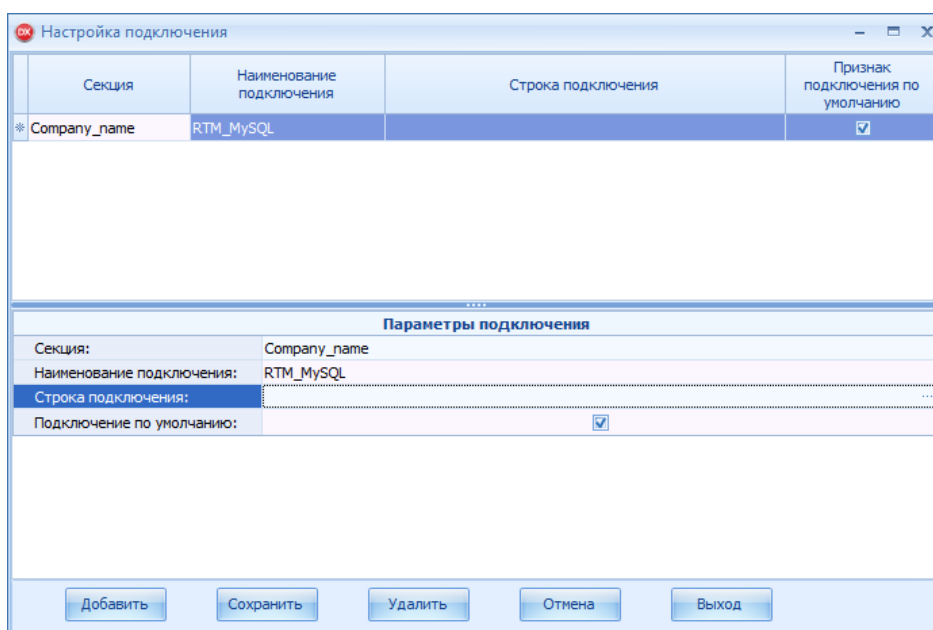 DX Настройка подключения
Секция
Наименование
подключения
Строка подключения
Признак
подключения по
умолчанию
Company_name
RTM_MySQL
Параметры подключения
Секция:
Company_name
Наименование подключения:
RTM_MySQL
Строка подключения:
...
Подключение по умолчанию:
Добавить
Сохранить
Удалить
Отмена
Выход